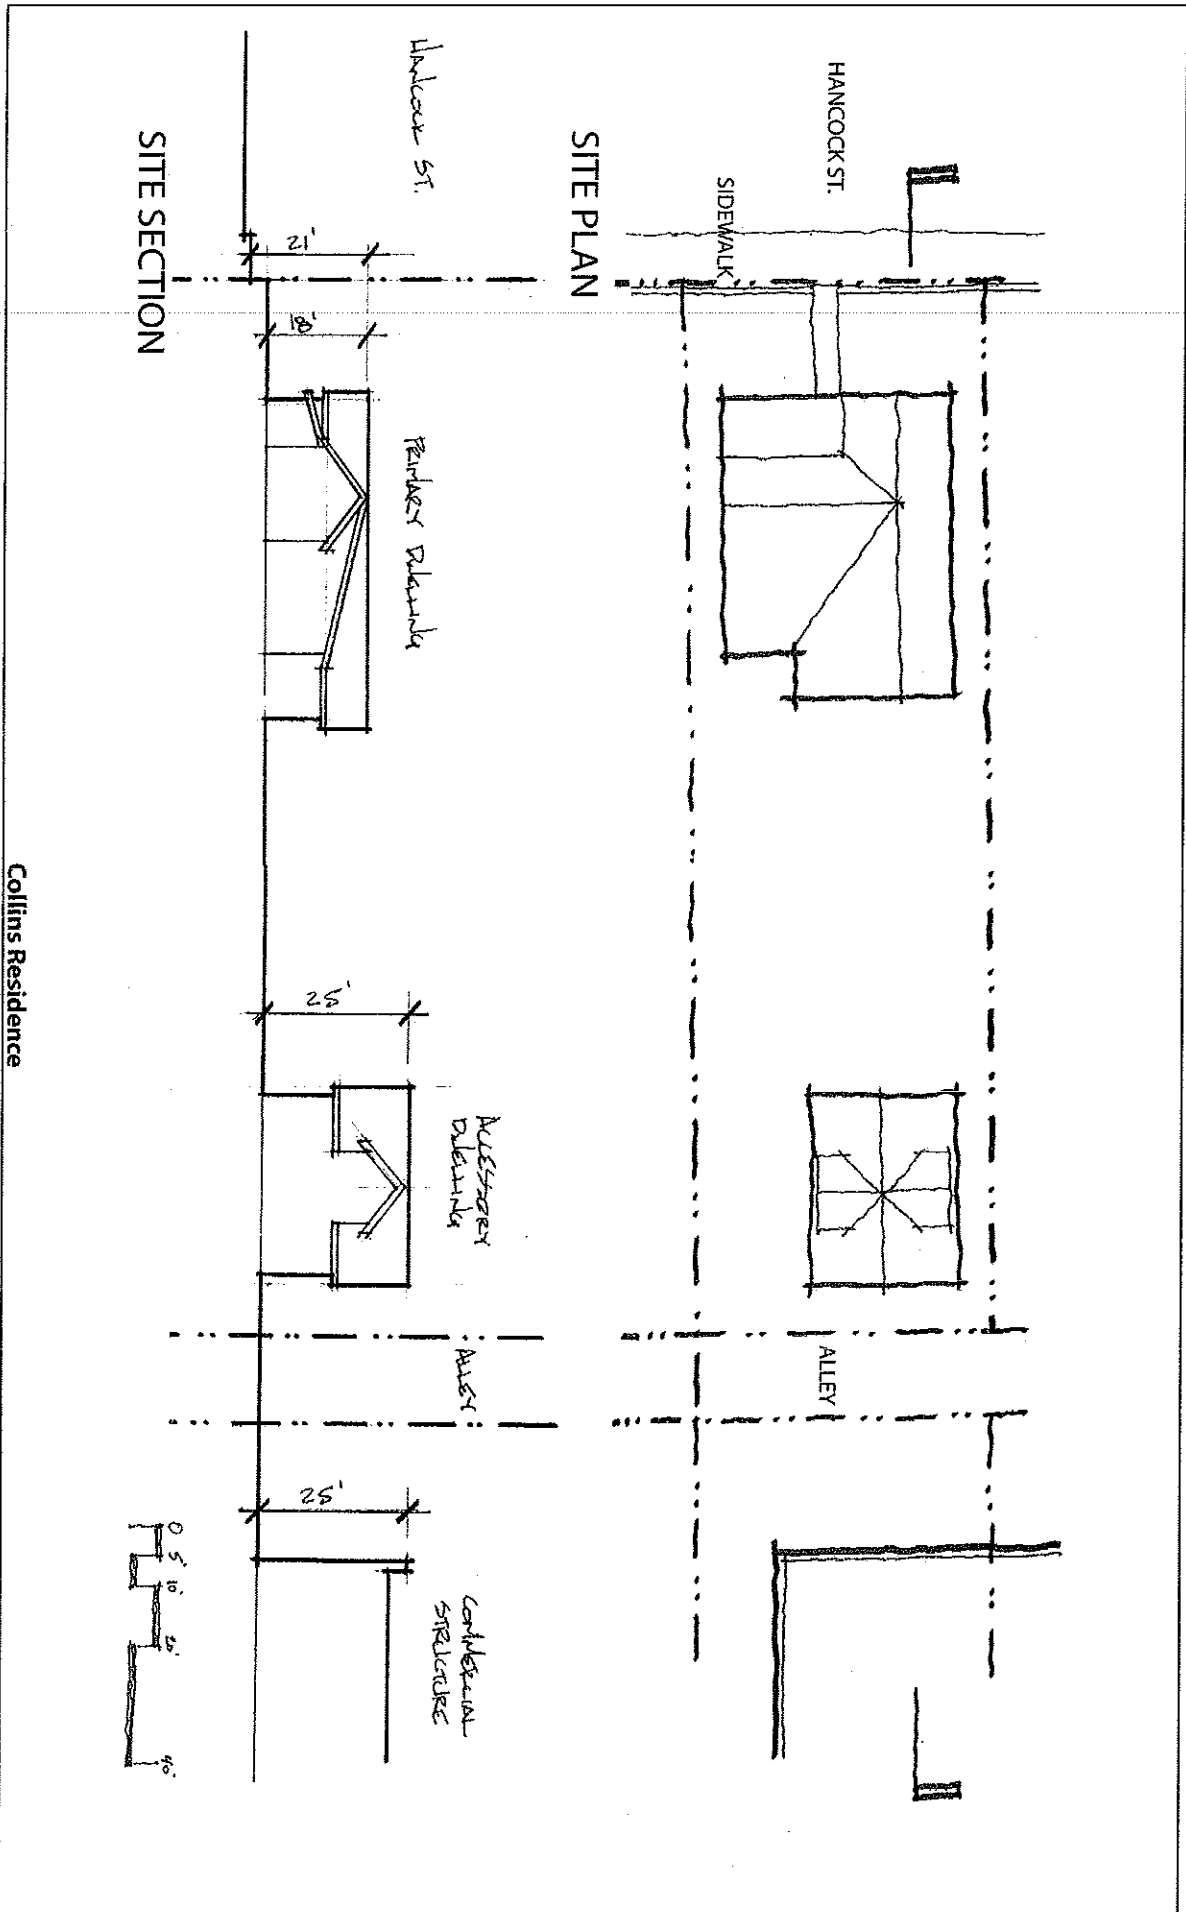 HANCOCK ST.
SIDEWALK
ALLEY
SITE PLAN
HANCOCK ST.
21'
18'
PRIMARY DWELLING
25'
ACCESSORY
DWELLING
ALLEY
25'
COMMERCIAL
STRUCTURE
SITE SECTION
0 5' 10' 20' 40'
Collins Residence